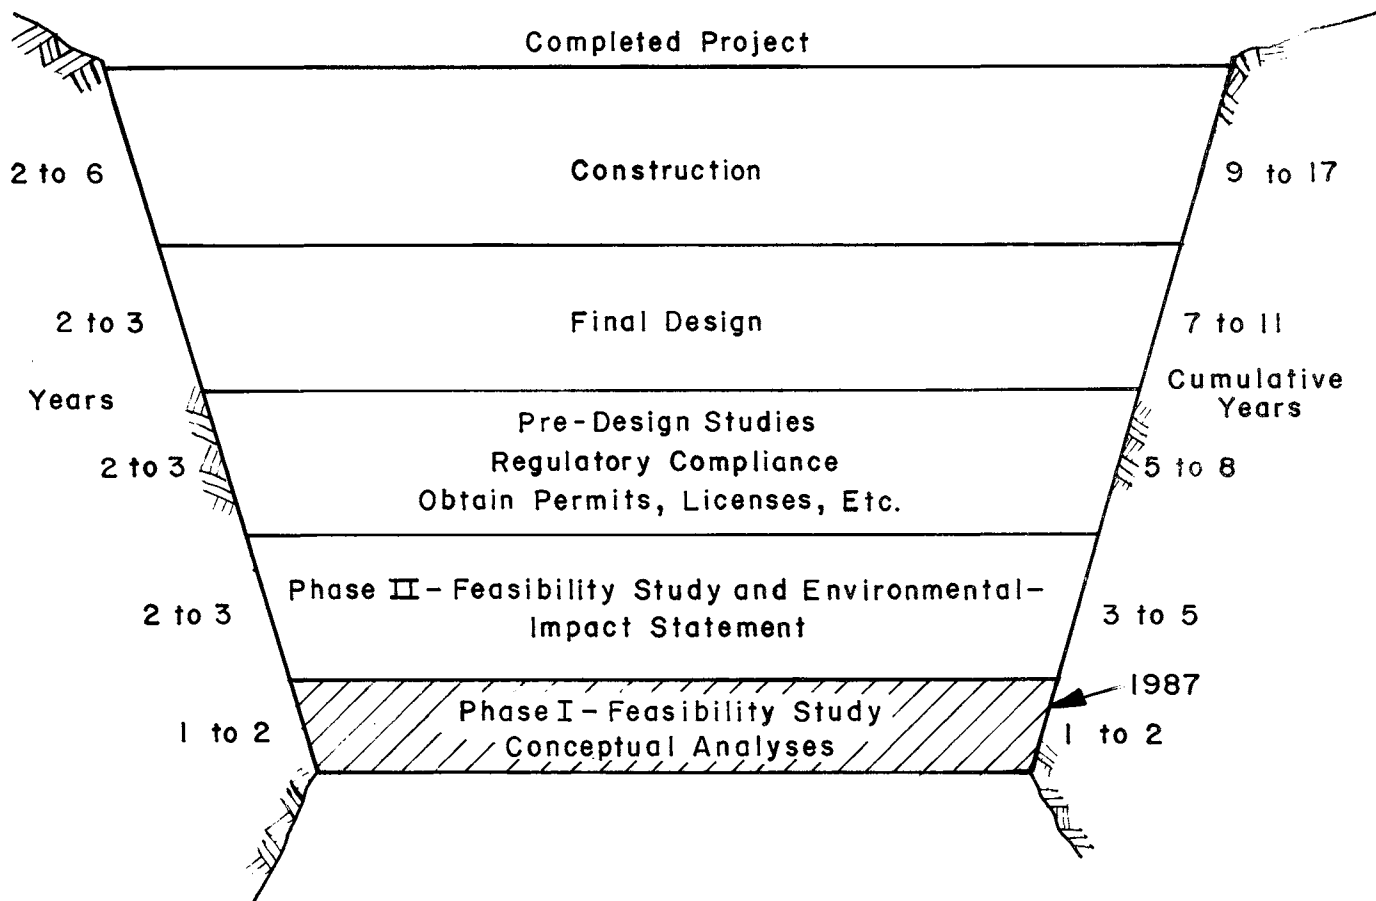 Completed Project
2 to 6
Construction
9 to 17
2 to 3
Final Design
7 to 11
Years
Cumulative
Years
Pre-Design Studies
2 to 3
Regulatory Compliance
5 to 8
Obtain Permits, Licenses, Etc.
Phase II - Feasibility Study and Environmental-
2 to 3
Impact Statement
3 to 5
1987
Phase I - Feasibility Study
1 to 2
Conceptual Analyses
1 to 2